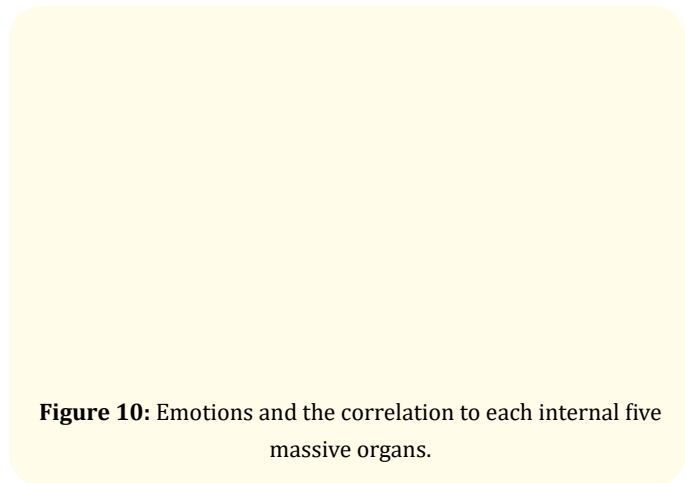 Figure 10: Emotions and the correlation to each internal five
massive organs.